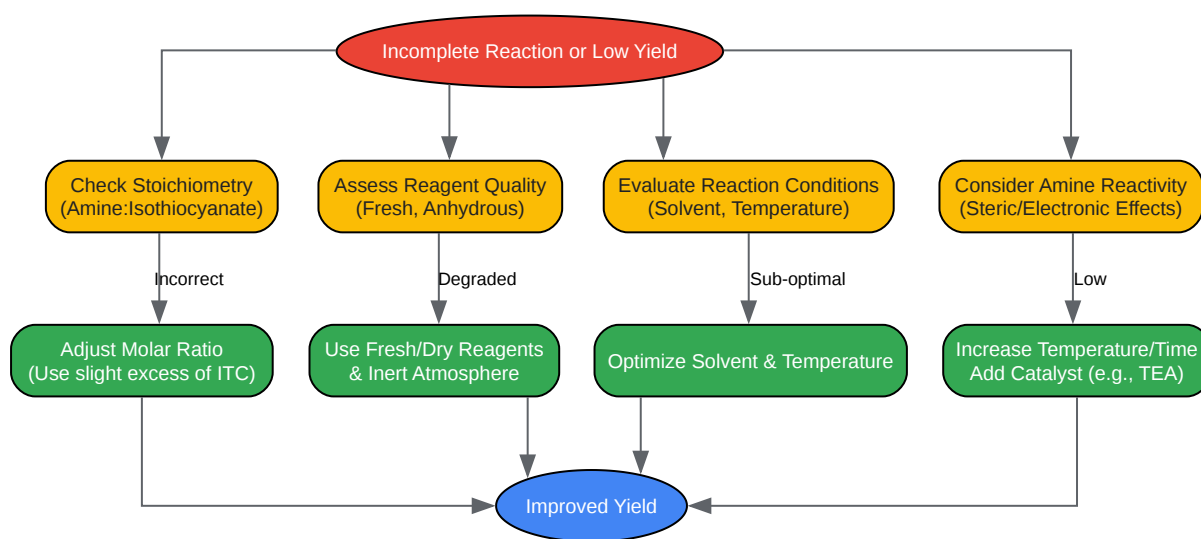 Incomplete Reaction or Low Yield
Check Stoichiometry
(Amine:Isothiocyanate)
Assess Reagent Quality
(Fresh, Anhydrous)
Evaluate Reaction Conditions
(Solvent, Temperature)
Consider Amine Reactivity
(Steric/Electronic Effects)
Incorrect
Degraded
Sub-optimal
Low
Adjust Molar Ratio
(Use slight excess of ITC)
Use Fresh/Dry Reagents
& Inert Atmosphere
Optimize Solvent & Temperature
Increase Temperature/Time
Add Catalyst (e.g., TEA)
Improved Yield